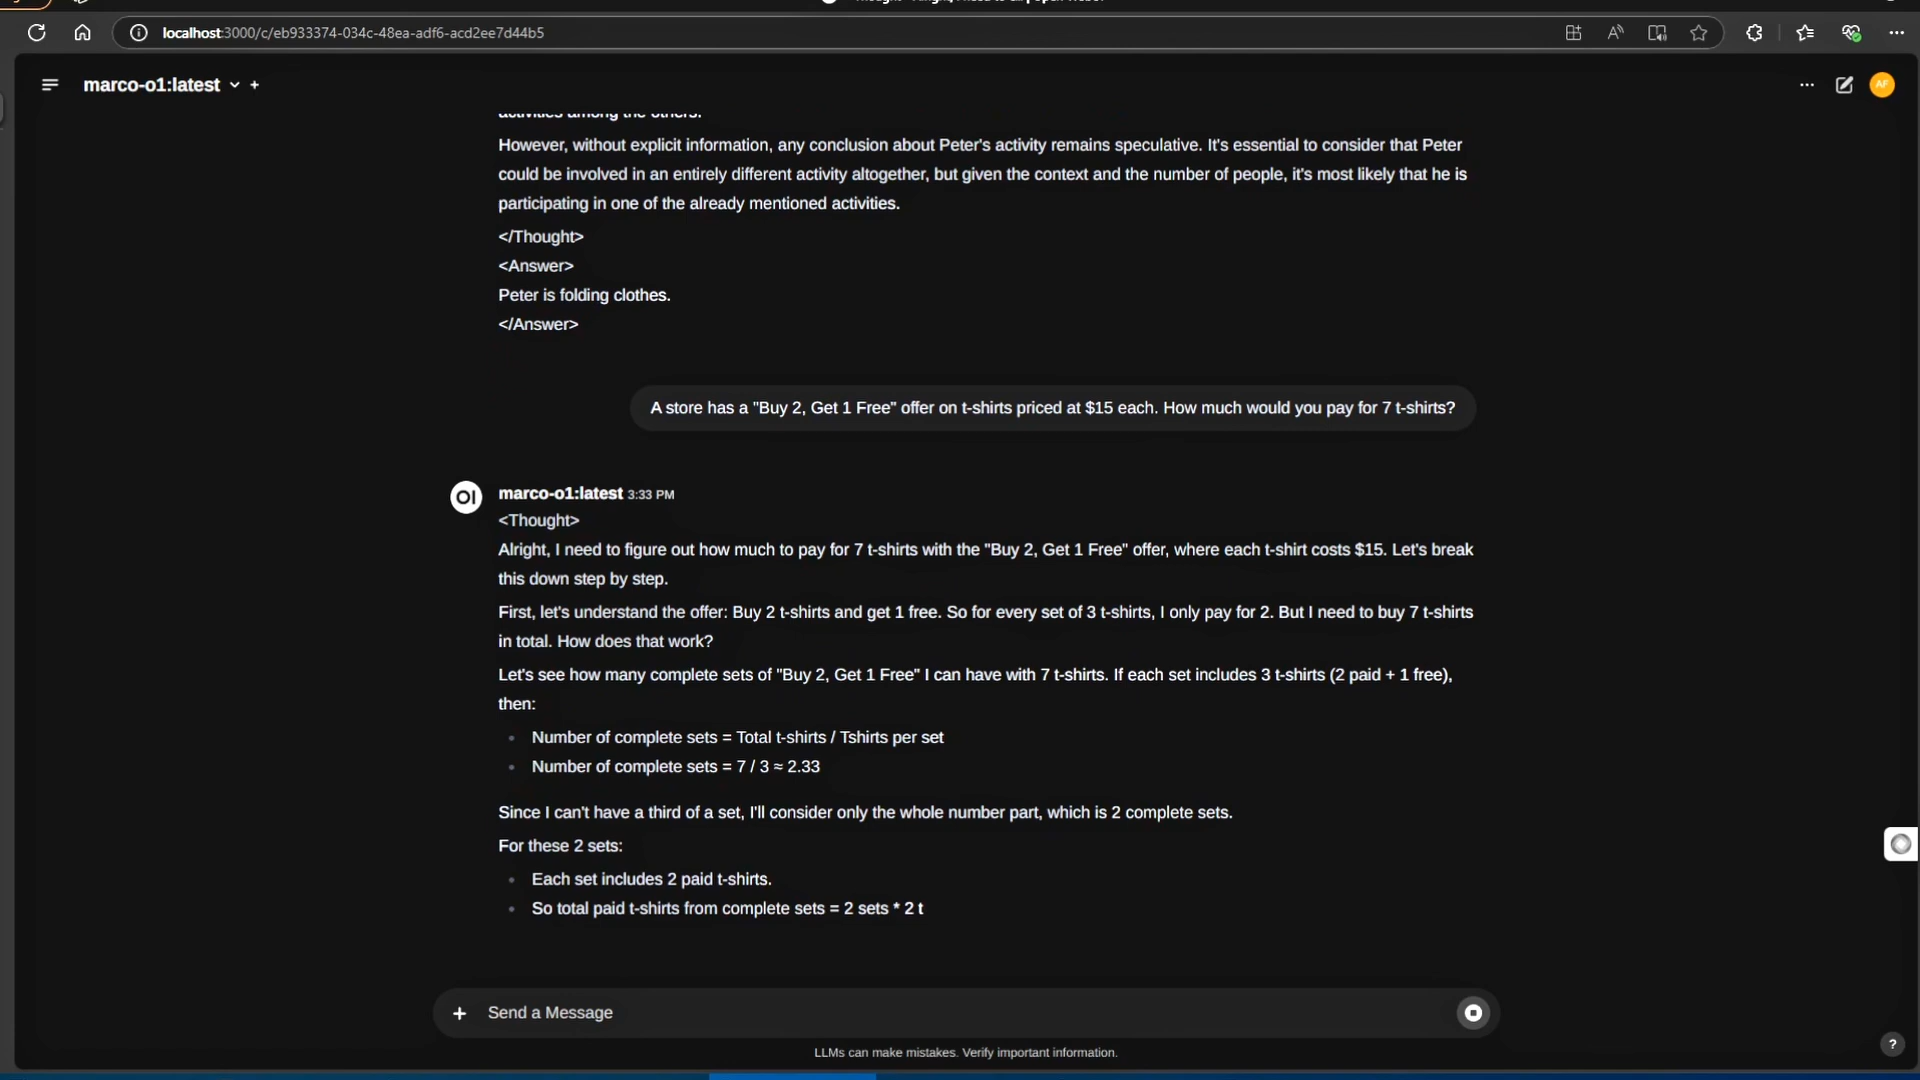 localhost:3000/c/eb933374-034c-48ea-adf6-acd2ee7d44b5
marco-o1:latest
AF
activities among the others.
However, without explicit information, any conclusion about Peter's activity remains speculative. It's essential to consider that Peter
could be involved in an entirely different activity altogether, but given the context and the number of people, it's most likely that he is
participating in one of the already mentioned activities.
</Thought>
<Answer>
Peter is folding clothes.
</Answer>
A store has a "Buy 2, Get 1 Free" offer on t-shirts priced at $15 each. How much would you pay for 7 t-shirts?
OI
marco-o1:latest 3:33 PM
<Thought>
Alright, I need to figure out how much to pay for 7 t-shirts with the "Buy 2, Get 1 Free" offer, where each t-shirt costs $15. Let's break
this down step by step.
First, let's understand the offer: Buy 2 t-shirts and get 1 free. So for every set of 3 t-shirts, I only pay for 2. But I need to buy 7 t-shirts
in total. How does that work?
Let's see how many complete sets of "Buy 2, Get 1 Free" I can have with 7 t-shirts. If each set includes 3 t-shirts (2 paid + 1 free),
then:
Number of complete sets = Total t-shirts / Tshirts per set
Number of complete sets = 7 / 3 ≈ 2.33
Since I can't have a third of a set, I'll consider only the whole number part, which is 2 complete sets.
For these 2 sets:
Each set includes 2 paid t-shirts.
So total paid t-shirts from complete sets = 2 sets * 2 t
Send a Message
LLMs can make mistakes. Verify important information.
?